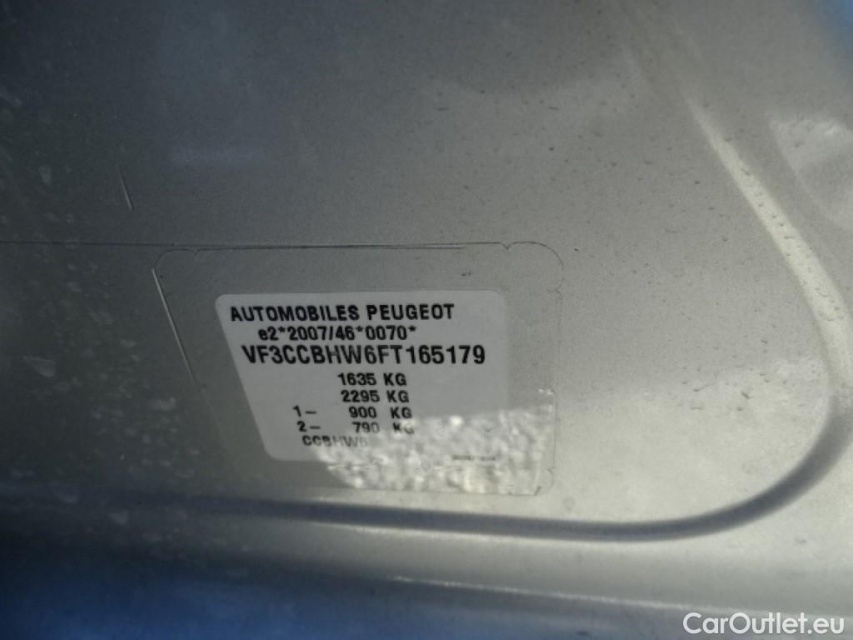 AUTOMOBILES PEUGEOT
e2*2007/46*0070*
VF3CCBHW6FT165179
1635 KG
2295 KG
1- 900 KG
2- 790 KG
CCBHW6
CarOutlet.eu